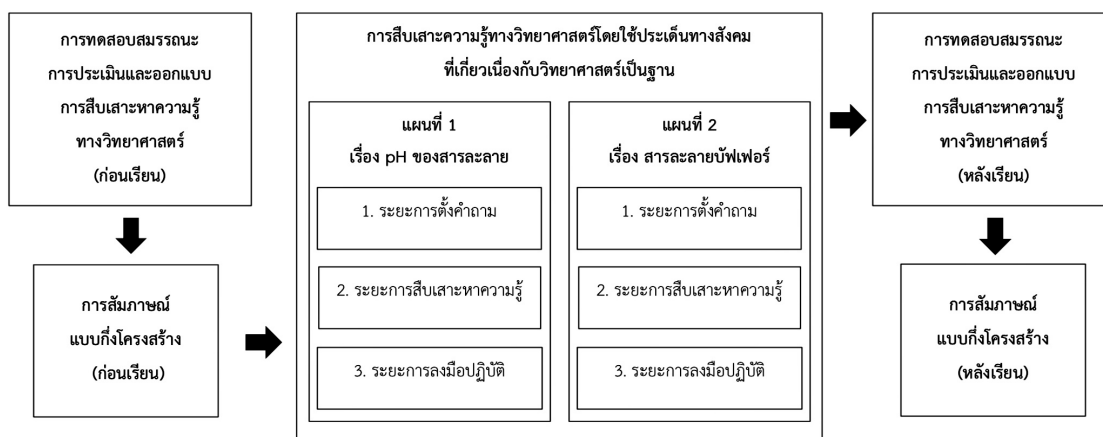 การทดสอบสมรรถนะ
การประเมินและออกแบบ
การสืบเสาะหาความรู้
ทางวิทยาศาสตร์
(ก่อนเรียน)
การสัมภาษณ์
แบบกึ่งโครงสร้าง
(ก่อนเรียน)
การสืบเสาะความรู้ทางวิทยาศาสตร์โดยใช้ประเด็นทางสังคม
ที่เกี่ยวเนื่องกับวิทยาศาสตร์เป็นฐาน
แผนที่ 1
เรื่อง pH ของสารละลาย
1. ระยะการตั้งคำถาม
2. ระยะการสืบเสาะหาความรู้
3. ระยะการลงมือปฏิบัติ
แผนที่ 2
เรื่อง สารละลายบัฟเฟอร์
1. ระยะการตั้งคำถาม
2. ระยะการสืบเสาะหาความรู้
3. ระยะการลงมือปฏิบัติ
การทดสอบสมรรถนะ
การประเมินและออกแบบ
การสืบเสาะหาความรู้
ทางวิทยาศาสตร์
(หลังเรียน)
การสัมภาษณ์
แบบกึ่งโครงสร้าง
(หลังเรียน)